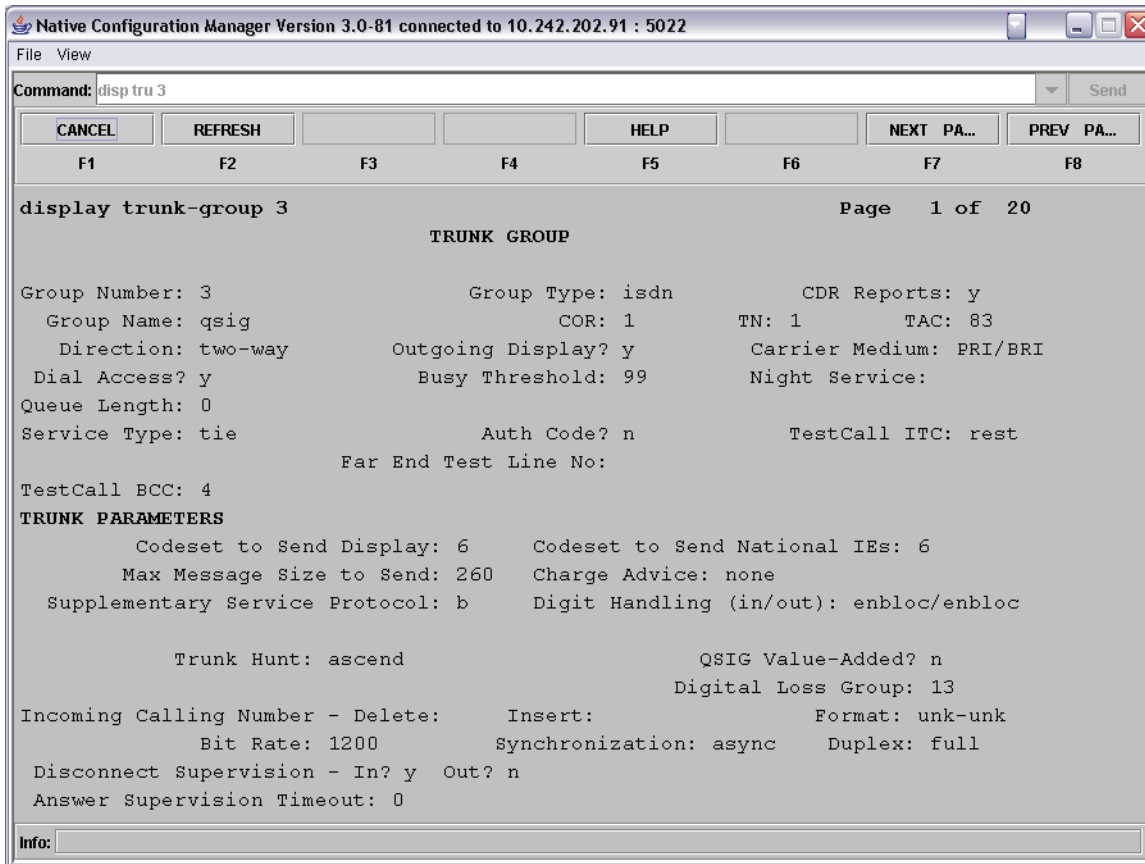 Native Configuration Manager Version 3.0-81 connected to 10.242.202.91 : 5022
File View
Command: disp tru 3 Send
CANCEL REFRESH HELP NEXT PA... PREV PA...
F1 F2 F3 F4 F5 F6 F7 F8
display trunk-group 3 Page 1 of 20
TRUNK GROUP
Group Number: 3 Group Type: isdn CDR Reports: y
Group Name: qsig COR: 1 TN: 1 TAC: 83
Direction: two-way Outgoing Display? y Carrier Medium: PRI/BRI
Dial Access? y Busy Threshold: 99 Night Service:
Queue Length: 0
Service Type: tie Auth Code? n TestCall ITC: rest
Far End Test Line No:
TestCall BCC: 4
TRUNK PARAMETERS
Codeset to Send Display: 6 Codeset to Send National IEs: 6
Max Message Size to Send: 260 Charge Advice: none
Supplementary Service Protocol: b Digit Handling (in/out): enbloc/enbloc
Trunk Hunt: ascend QSIG Value-Added? n
Digital Loss Group: 13
Incoming Calling Number - Delete: Insert: Format: unk-unk
Bit Rate: 1200 Synchronization: async Duplex: full
Disconnect Supervision - In? y Out? n
Answer Supervision Timeout: 0
Info: